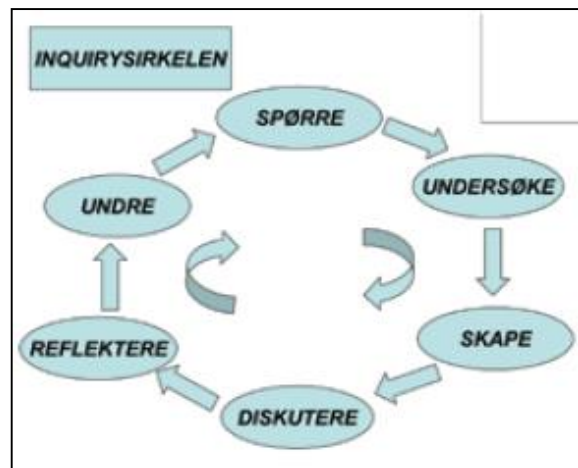 INQUIRYSIRKELEN
SPØRRE
UNDERSØKE
SKAPE
DISKUTERE
REFLEKTERE
UNDRE